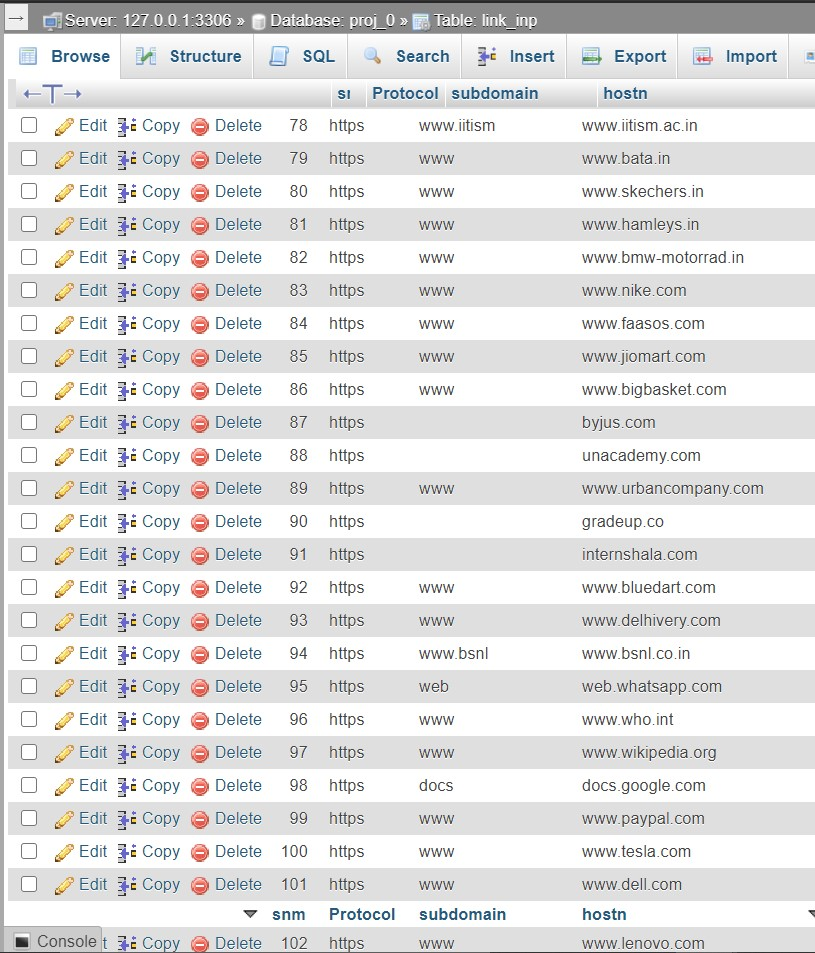 Server: 127.0.0.1:3306 » Database: proj_0 » Table: link_inp
Browse Structure SQL Search Insert Export Import
Protocol subdomain hostn
Edit Copy Delete 78 https www.iitism www.iitism.ac.in
Edit Copy Delete 79 https www www.bata.in
Edit Copy Delete 80 https www www.skechers.in
Edit Copy Delete 81 https www www.hamleys.in
Edit Copy Delete 82 https www www.bmw-motorrad.in
Edit Copy Delete 83 https www www.nike.com
Edit Copy Delete 84 https www www.faasos.com
Edit Copy Delete 85 https www www.jiomart.com
Edit Copy Delete 86 https www www.bigbasket.com
Edit Copy Delete 87 https byjus.com
Edit Copy Delete 88 https unacademy.com
Edit Copy Delete 89 https www www.urbancompany.com
Edit Copy Delete 90 https gradeup.co
Edit Copy Delete 91 https internshala.com
Edit Copy Delete 92 https www www.bluedart.com
Edit Copy Delete 93 https www www.delhivery.com
Edit Copy Delete 94 https www.bsnl www.bsnl.co.in
Edit Copy Delete 95 https web web.whatsapp.com
Edit Copy Delete 96 https www www.who.int
Edit Copy Delete 97 https www www.wikipedia.org
Edit Copy Delete 98 https docs docs.google.com
Edit Copy Delete 99 https www www.paypal.com
Edit Copy Delete 100 https www www.tesla.com
Edit Copy Delete 101 https www www.dell.com
snm Protocol subdomain hostn
Console t Copy Delete 102 https www www.lenovo.com